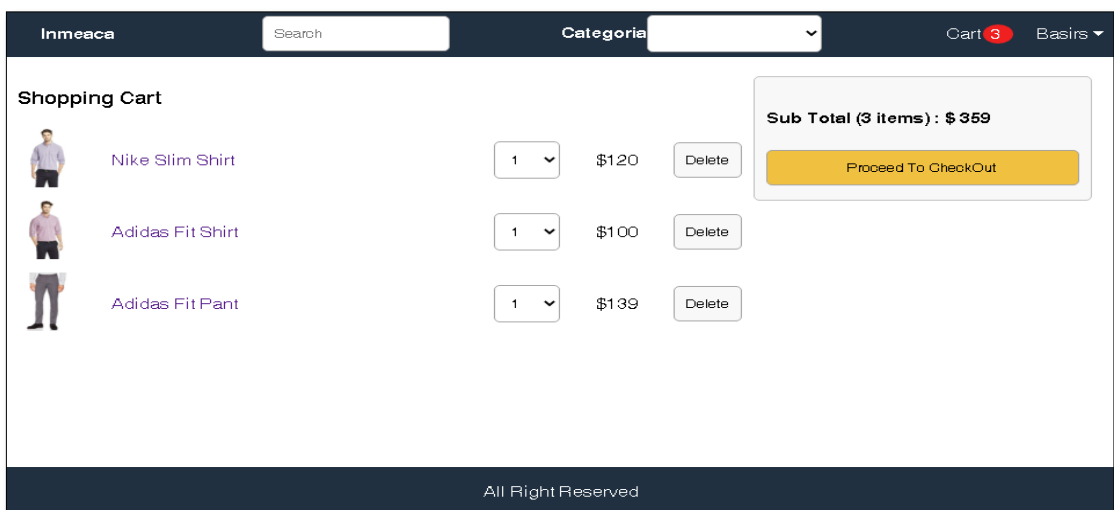 Inmeaca Search Categoria Cart 3 Basirs
Shopping Cart
Nike Slim Shirt 1 $120 Delete
Adidas Fit Shirt 1 $100 Delete
Adidas Fit Pant 1 $139 Delete
Sub Total (3 items) : $ 359
Proceed To CheckOut
All Right Reserved